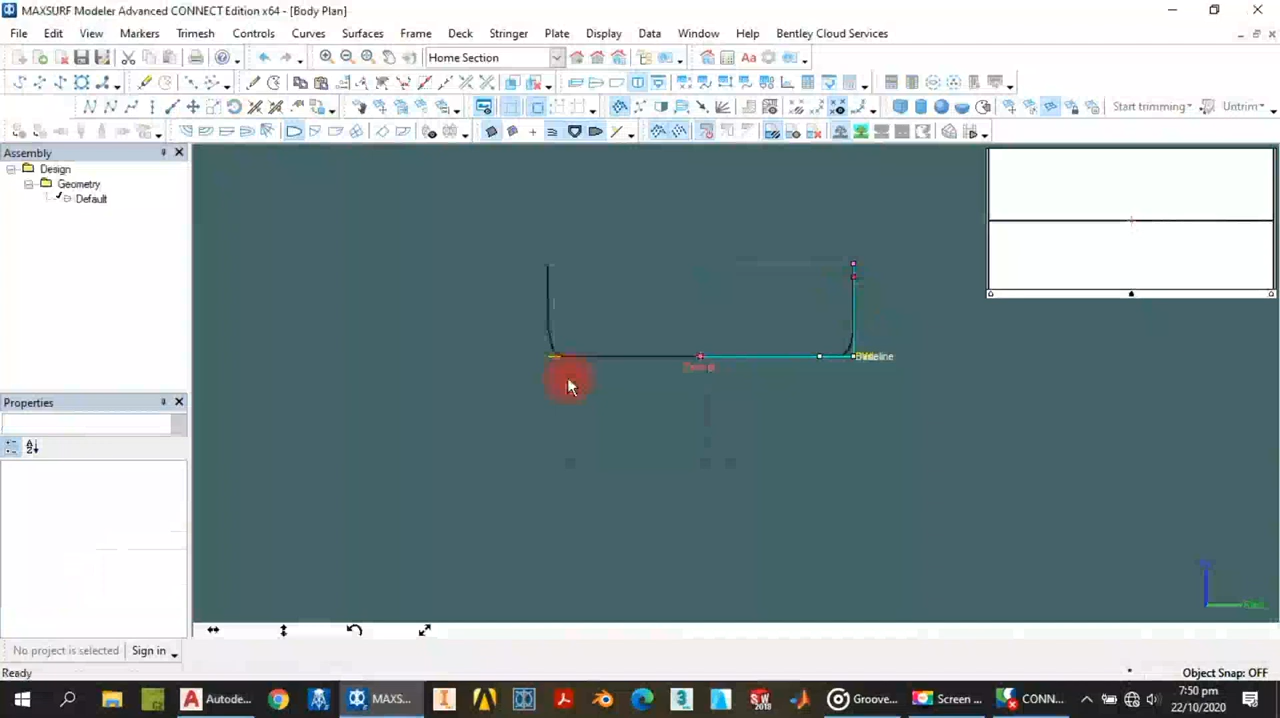 MAXSURF Modeler Advanced CONNECT Edition x64 - [Body Plan]
File Edit View Markers Trimesh Controls Curves Surfaces Frame Deck Stringer Plate Display Data Window Help Bentley Cloud Services
Home Section
Aa
Start trimming
Untrim
Assembly
Design
Geometry
Default
Properties
No project is selected
Sign in
Ready
Object Snap: OFF
Autode...
MAXS...
Groove...
Screen ...
CONN...
7:50 pm
22/10/2020